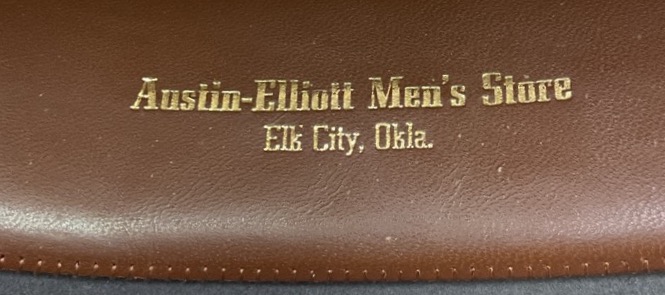 Austin-Elliott Men's Store
Elk City, Okla.